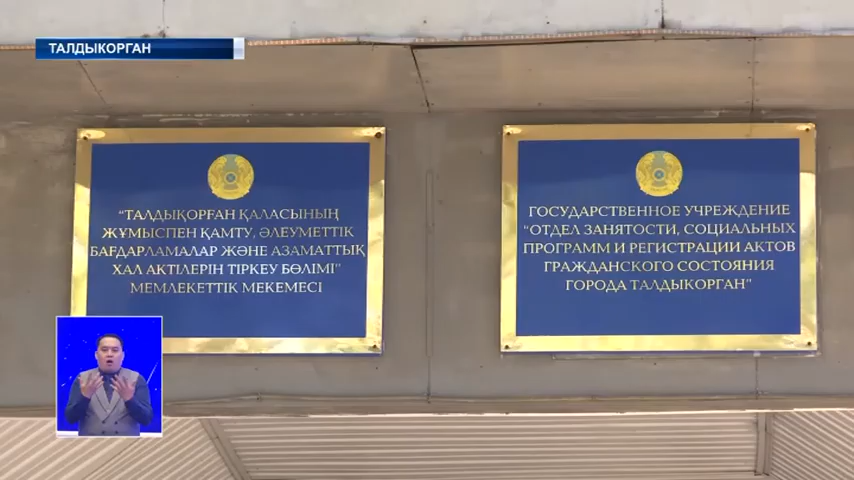 ТАЛДЫКОРГАН
"ТАЛДЫҚОРҒАН ҚАЛАСЫНЫҢ
ЖҰМЫСПЕН ҚАМТУ, ӘЛЕУМЕТТІК
БАҒДАРЛАМАЛАР ЖӘНЕ АЗАМАТТЫҚ
ХАЛ АКТІЛЕРІН ТІРКЕУ БӨЛІМІ"
МЕМЛЕКЕТТІК МЕКЕМЕСІ
ГОСУДАРСТВЕННОЕ УЧРЕЖДЕНИЕ
"ОТДЕЛ ЗАНЯТОСТИ, СОЦИАЛЬНЫХ
ПРОГРАММ И РЕГИСТРАЦИИ АКТОВ
ГРАЖДАНСКОГО СОСТОЯНИЯ
ГОРОДА ТАЛДЫКОРГАН"